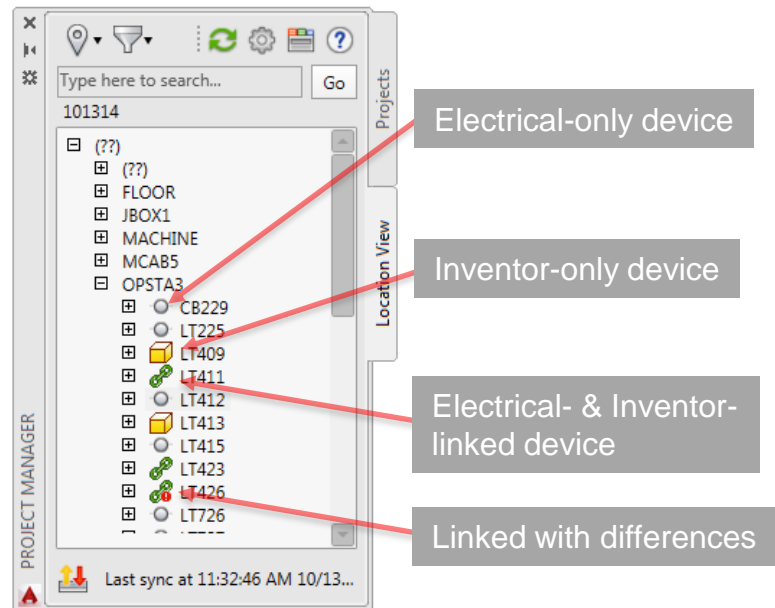 Type here to search...
Go
101314
(??)
(??)
FLOOR
JBOX1
MACHINE
MCAB5
OPSTA3
CB229
LT225
LT409
LT411
LT412
LT413
LT415
LT423
LT426
LT726
Last sync at 11:32:46 AM 10/13...
PROJECT MANAGER
Projects
Location View
Electrical-only device
Inventor-only device
Electrical- & Inventor-
linked device
Linked with differences